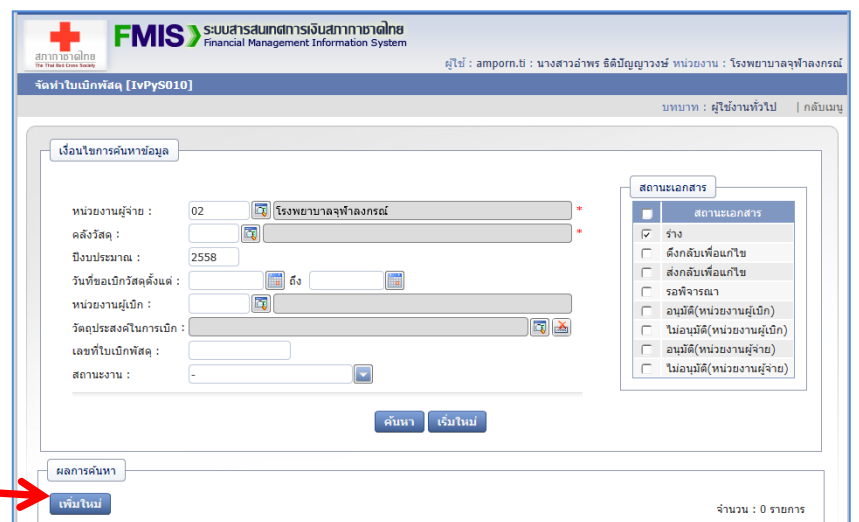 สภากาชาดไทย
The Thai Red Cross Society
FMIS ระบบสารสนเทศการเงินสภากาชาดไทย
Financial Management Information System
ผู้ใช้ : amporn.ti : นางสาวอำพร ธิติปัญญาวงษ์ หน่วยงาน : โรงพยาบาลจุฬาลงกรณ์
จัดทำใบเบิกพัสดุ [IvPyS010]
บทบาท : ผู้ใช้งานทั่วไป | กลับเมนู
เงื่อนไขการค้นหาข้อมูล
หน่วยงานผู้จ่าย : 02 โรงพยาบาลจุฬาลงกรณ์ *
คลังวัสดุ : *
ปีงบประมาณ : 2558
วันที่ขอเบิกวัสดุตั้งแต่ : ถึง
หน่วยงานผู้เบิก :
วัตถุประสงค์ในการเบิก :
เลขที่ใบเบิกพัสดุ :
สถานะงาน : -
สถานะเอกสาร
สถานะเอกสาร
ร่าง
ดึงกลับเพื่อแก้ไข
ส่งกลับเพื่อแก้ไข
รอพิจารณา
อนุมัติ(หน่วยงานผู้เบิก)
ไม่อนุมัติ(หน่วยงานผู้เบิก)
อนุมัติ(หน่วยงานผู้จ่าย)
ไม่อนุมัติ(หน่วยงานผู้จ่าย)
ค้นหา เริ่มใหม่
ผลการค้นหา
เพิ่มใหม่
จำนวน : 0 รายการ